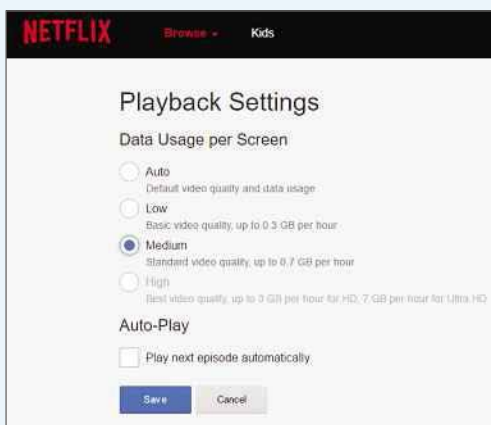 NETFLIX Browse Kids
Playback Settings
Data Usage per Screen
Auto
Default video quality and data usage
Low
Basic video quality, up to 0.3 GB per hour
Medium
Standard video quality, up to 0.7 GB per hour
High
Best video quality, up to 3 GB per hour for HD, 7 GB per hour for Ultra HD
Auto-Play
Play next episode automatically
Save Cancel